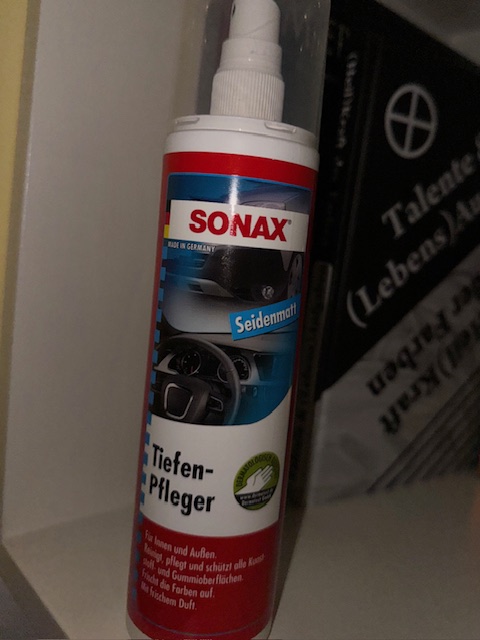 SONAX
MADE IN GERMANY
Seidenmatt
Tiefen-
Pfleger
Für Innen und Außen.
Reinigt, pflegt und schützt alle Kunst-
stoff- und Gummioberflächen.
Frischt die Farben auf.
Mit frischem Duft.
Talente
(Lebens)
Kraft
Farben